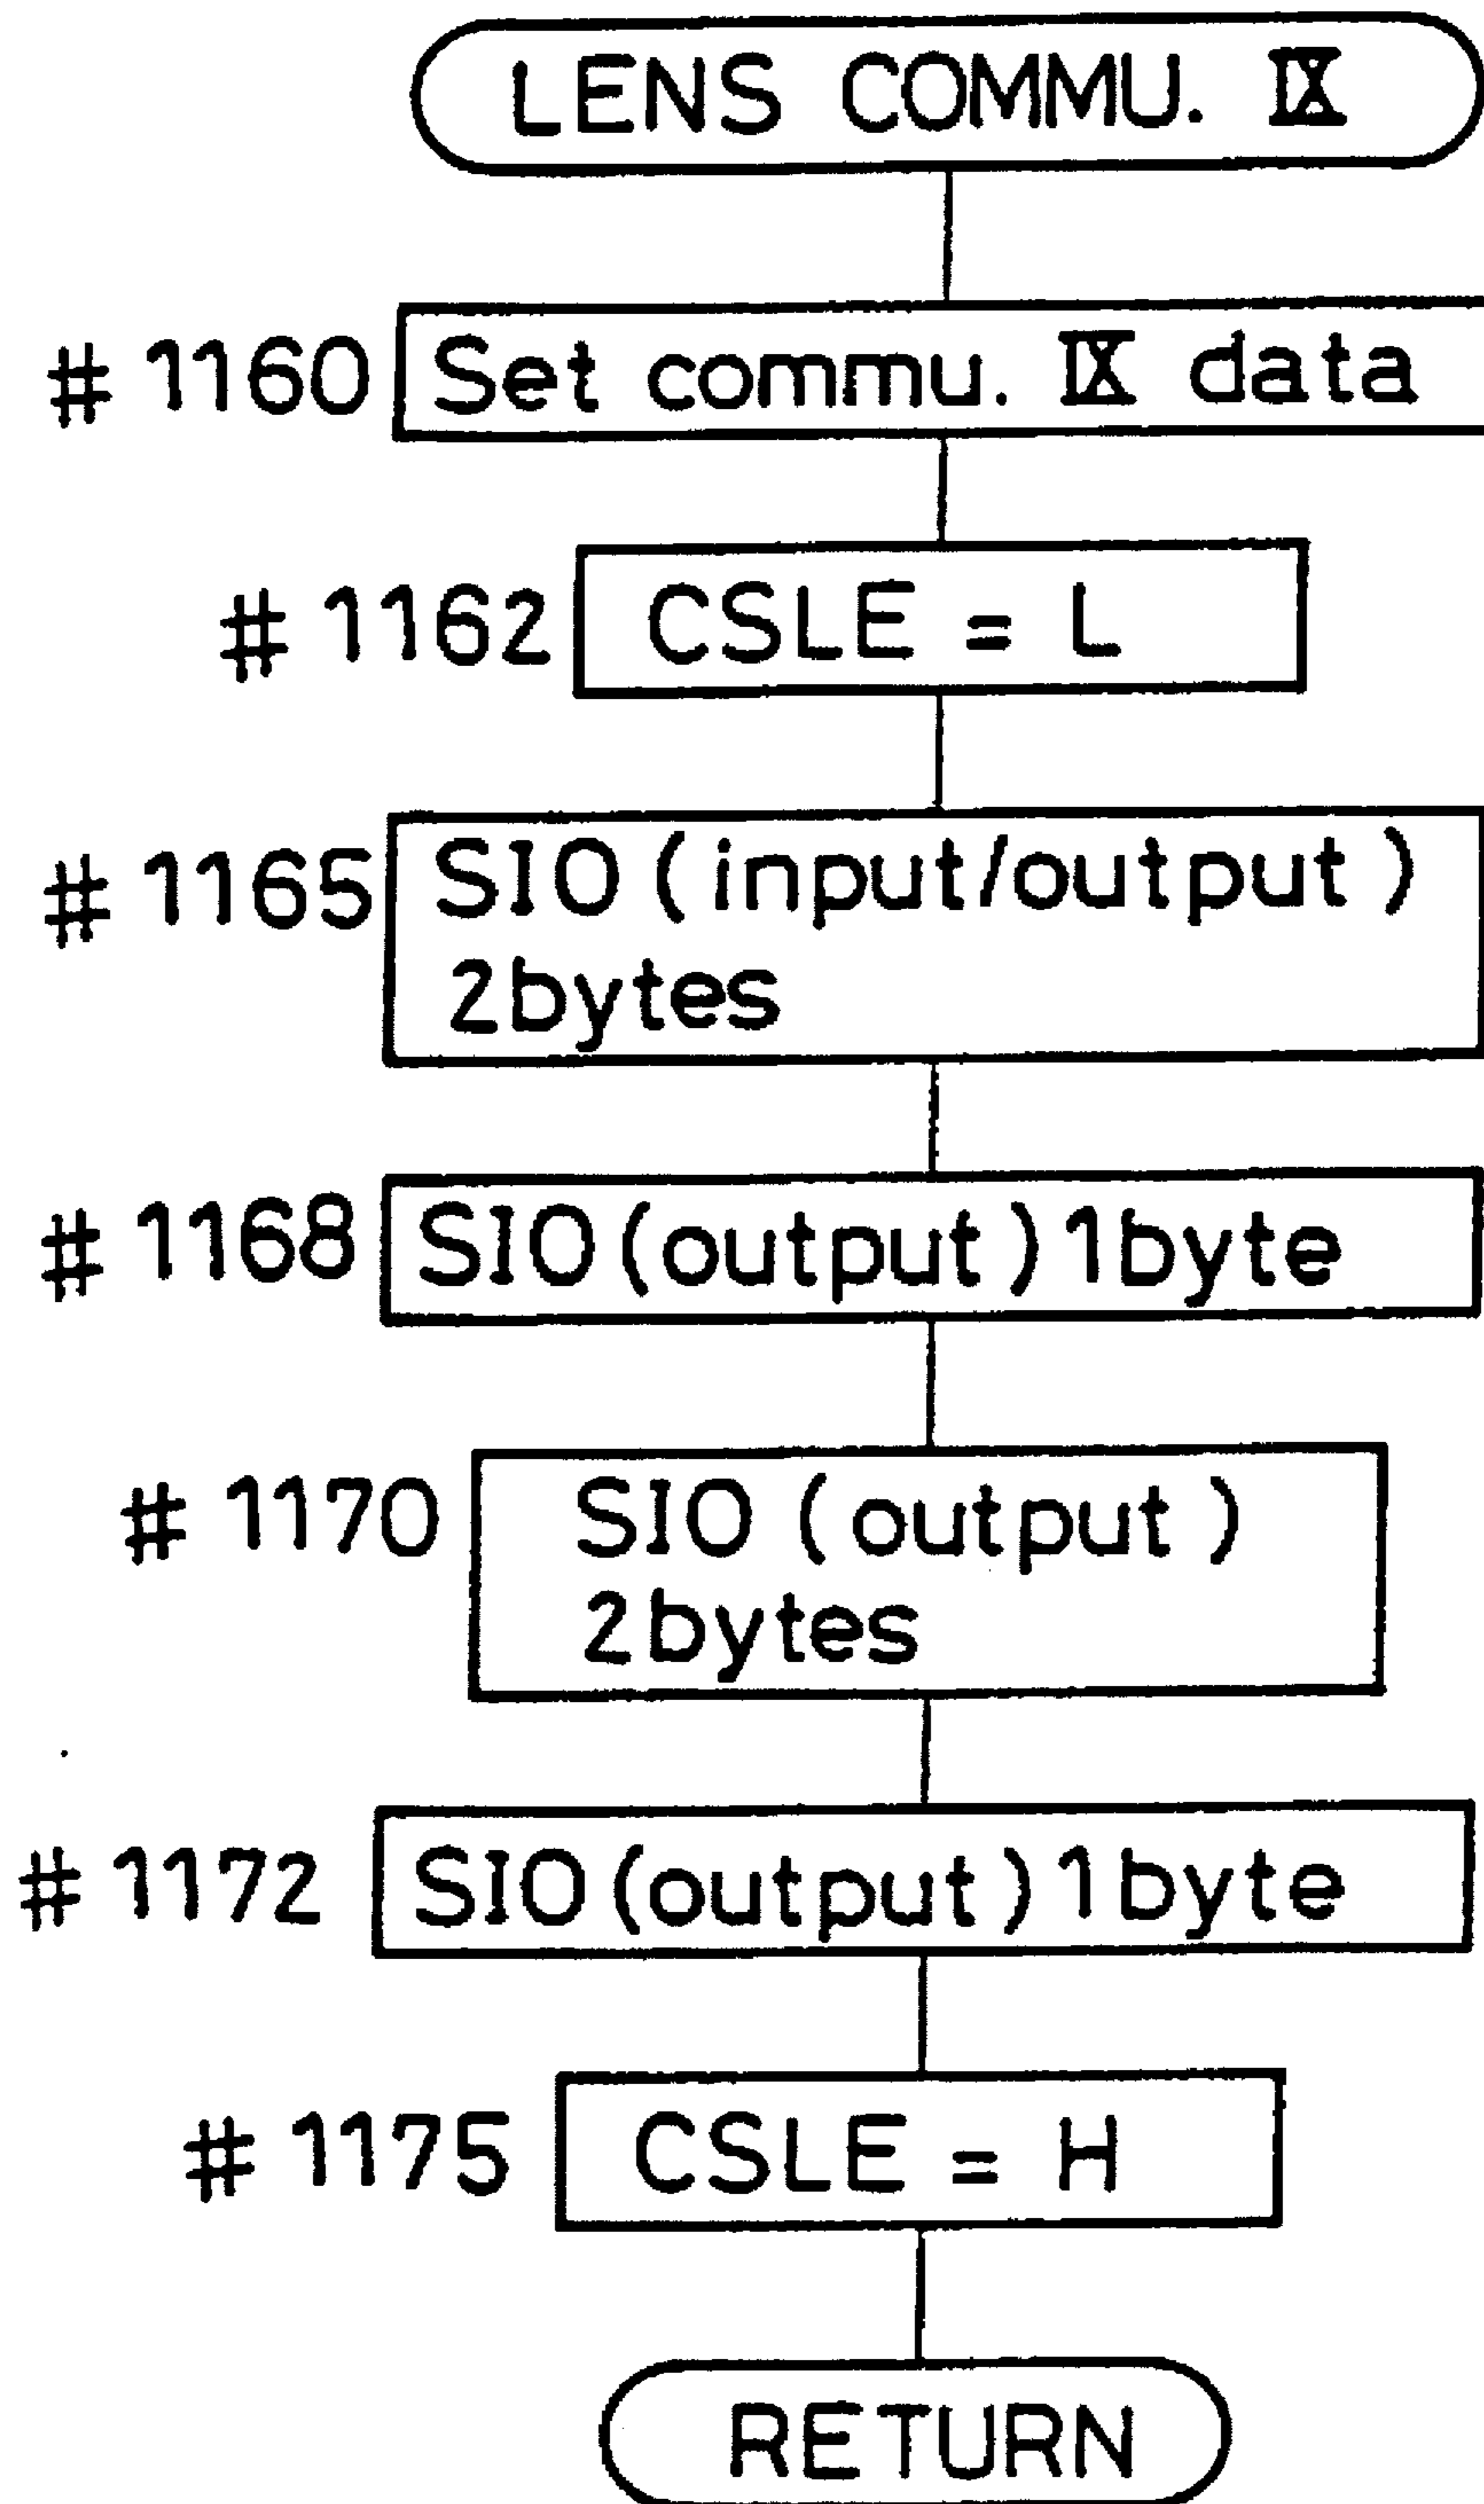 LENS COMMU. IX
# 1160 Set commu. IX data
# 1162 CSLE = L
# 1165 SIO (input/output)
2bytes
# 1168 SIO (output) 1byte
# 1170 SIO (output)
2bytes
# 1172 SIO (output) 1byte
# 1175 CSLE = H
RETURN